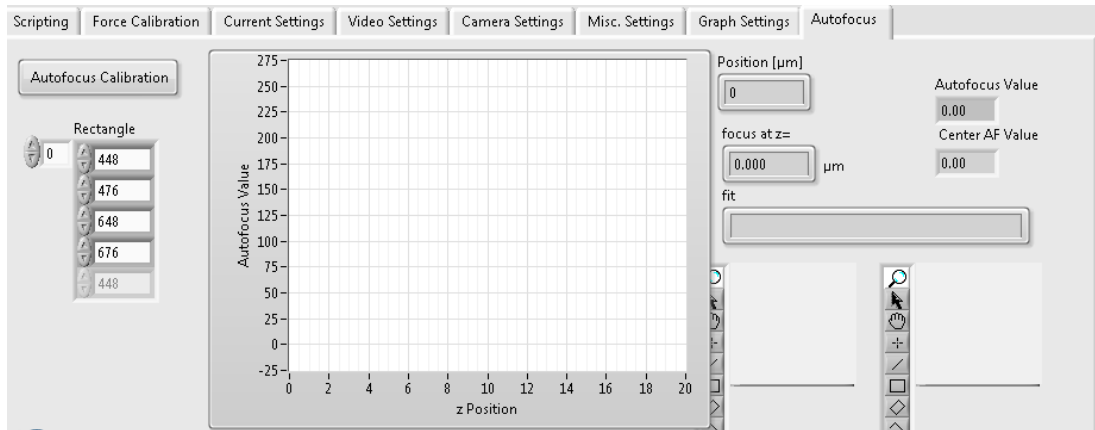 Scripting Force Calibration Current Settings Video Settings Camera Settings Misc. Settings Graph Settings Autofocus
Autofocus Calibration
Rectangle
0
448
476
648
676
448
Autofocus Value
275
250
225
200
175
150
125
100
75
50
25
0
-25
0 2 4 6 8 10 12 14 16 18 20
z Position
Position [µm]
0
focus at z=
0.000 µm
fit
Autofocus Value
0.00
Center AF Value
0.00